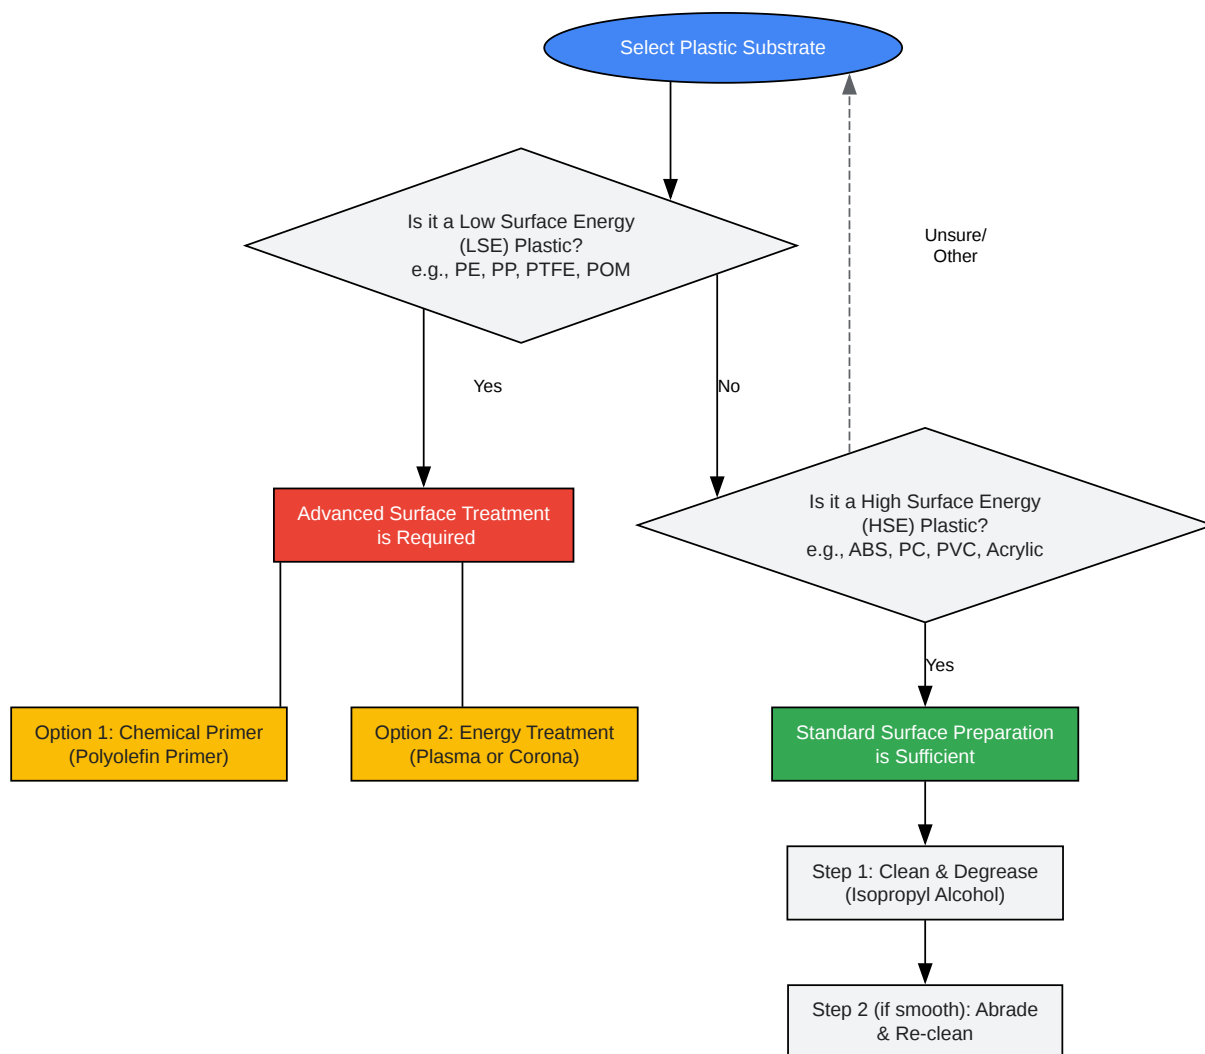 Select Plastic Substrate
Is it a Low Surface Energy
(LSE) Plastic?
e.g., PE, PP, PTFE, POM
Unsure/
Other
Yes
No
Advanced Surface Treatment
is Required
Is it a High Surface Energy
(HSE) Plastic?
e.g., ABS, PC, PVC, Acrylic
Yes
Option 1: Chemical Primer
(Polyolefin Primer)
Option 2: Energy Treatment
(Plasma or Corona)
Standard Surface Preparation
is Sufficient
Step 1: Clean & Degrease
(Isopropyl Alcohol)
Step 2 (if smooth): Abrade
& Re-clean